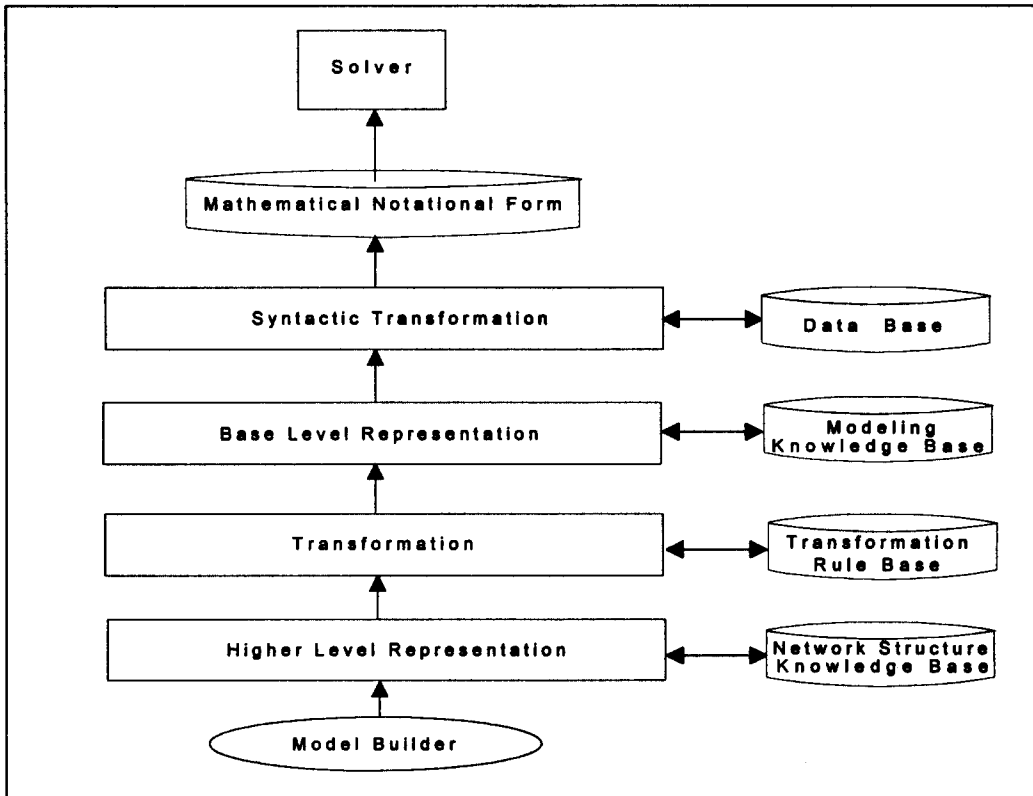 Solver
Mathematical Notational Form
Syntactic Transformation
Data Base
Base Level Representation
Modeling
Knowledge Base
Transformation
Transformation
Rule Base
Higher Level Representation
Network Structure
Knowledge Base
Model Builder